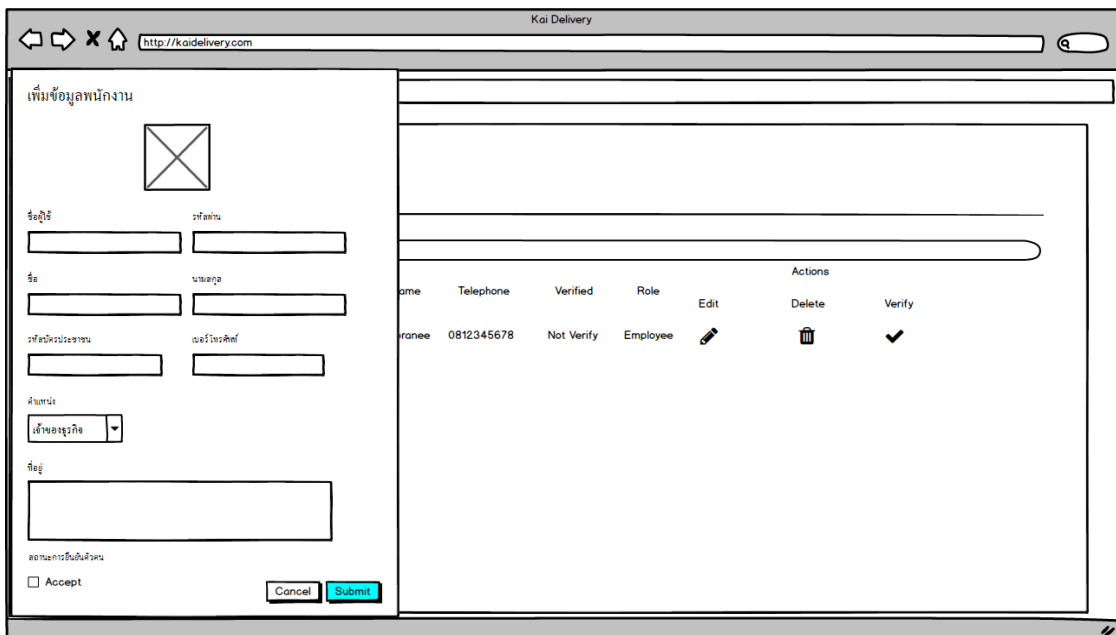 Kai Delivery
http://kaidelivery.com
เพิ่มข้อมูลพนักงาน
ชื่อผู้ใช้ รหัสผ่าน
ชื่อ นามสกุล
รหัสบัตรประชาชน เบอร์โทรศัพท์
ตำแหน่ง
เจ้าของธุรกิจ
ที่อยู่
สถานะการยืนยันตัวตน
Accept
Cancel Submit
Actions
ame Telephone Verified Role Edit Delete Verify
ranee 0812345678 Not Verify Employee